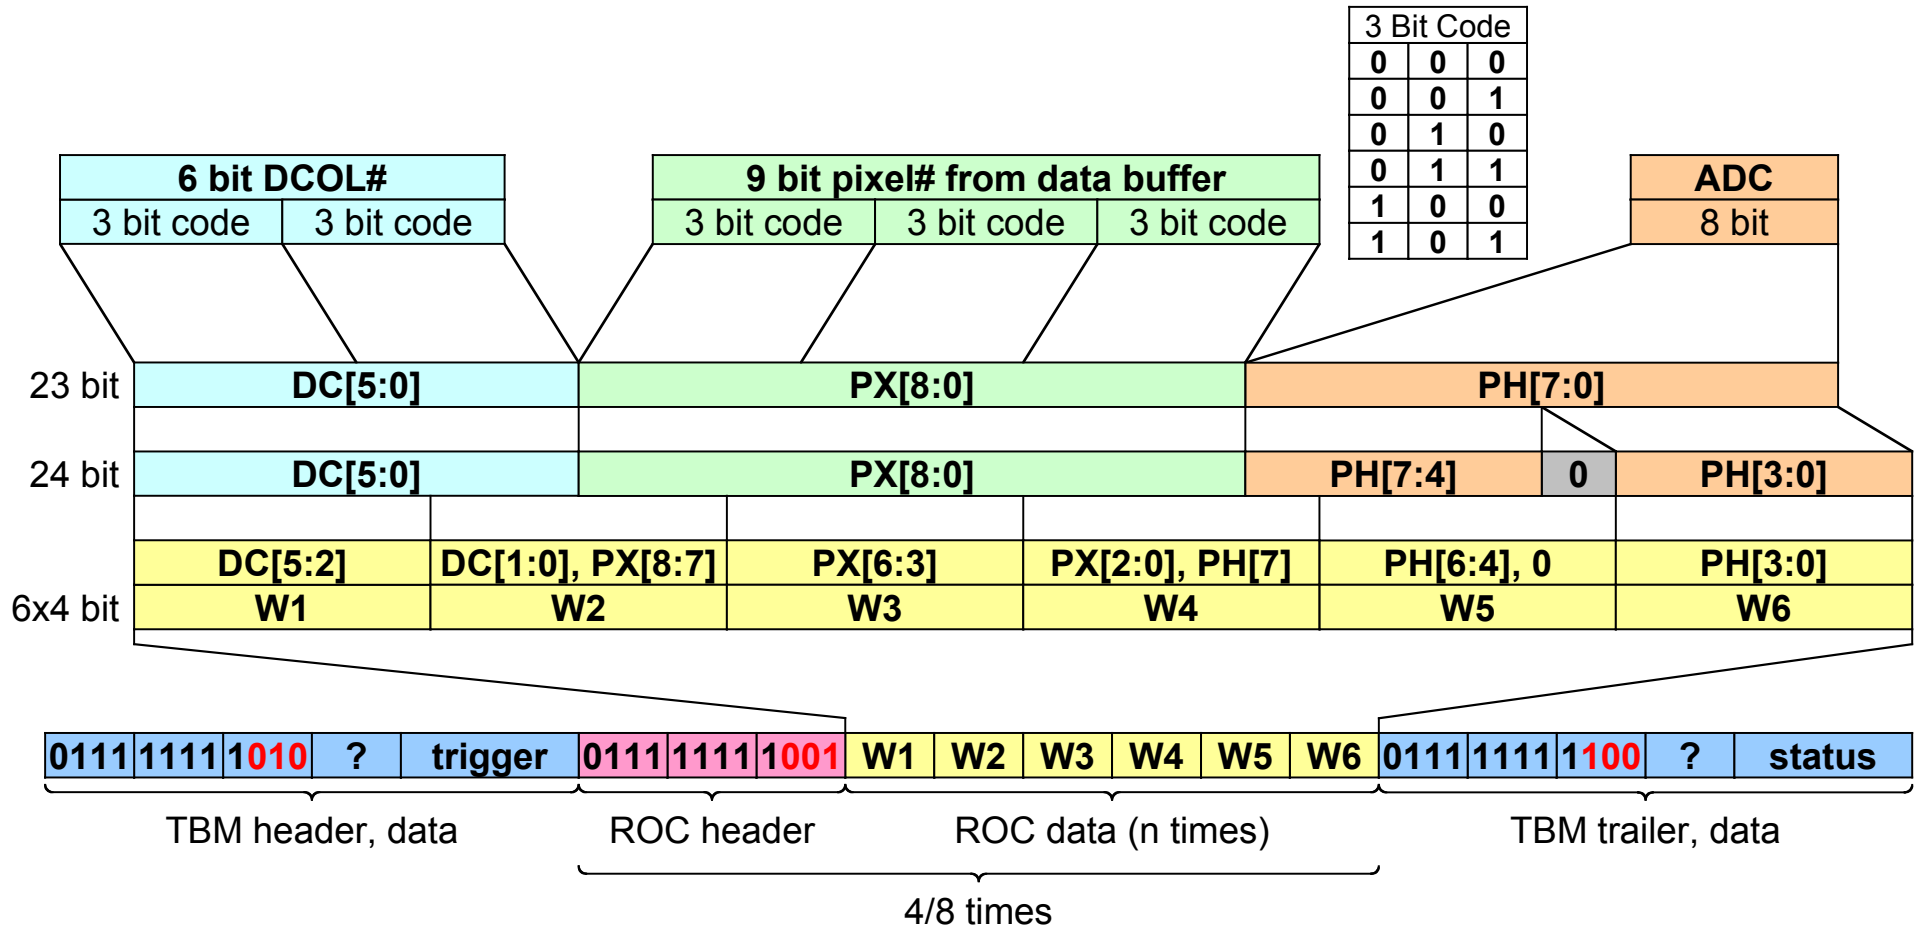 3 Bit Code
0 0 0
0 0 1
0 1 0
0 1 1
1 0 0
1 0 1
6 bit DCOL#
3 bit code 3 bit code
9 bit pixel# from data buffer
3 bit code 3 bit code 3 bit code
ADC
8 bit
23 bit DC[5:0] PX[8:0] PH[7:0]
24 bit DC[5:0] PX[8:0] PH[7:4] 0 PH[3:0]
DC[5:2] DC[1:0], PX[8:7] PX[6:3] PX[2:0], PH[7] PH[6:4], 0 PH[3:0]
6x4 bit W1 W2 W3 W4 W5 W6
0111 1111 1010 ? trigger 0111 1111 1001 W1 W2 W3 W4 W5 W6 0111 1111 1100 ? status
TBM header, data ROC header ROC data (n times) TBM trailer, data
4/8 times